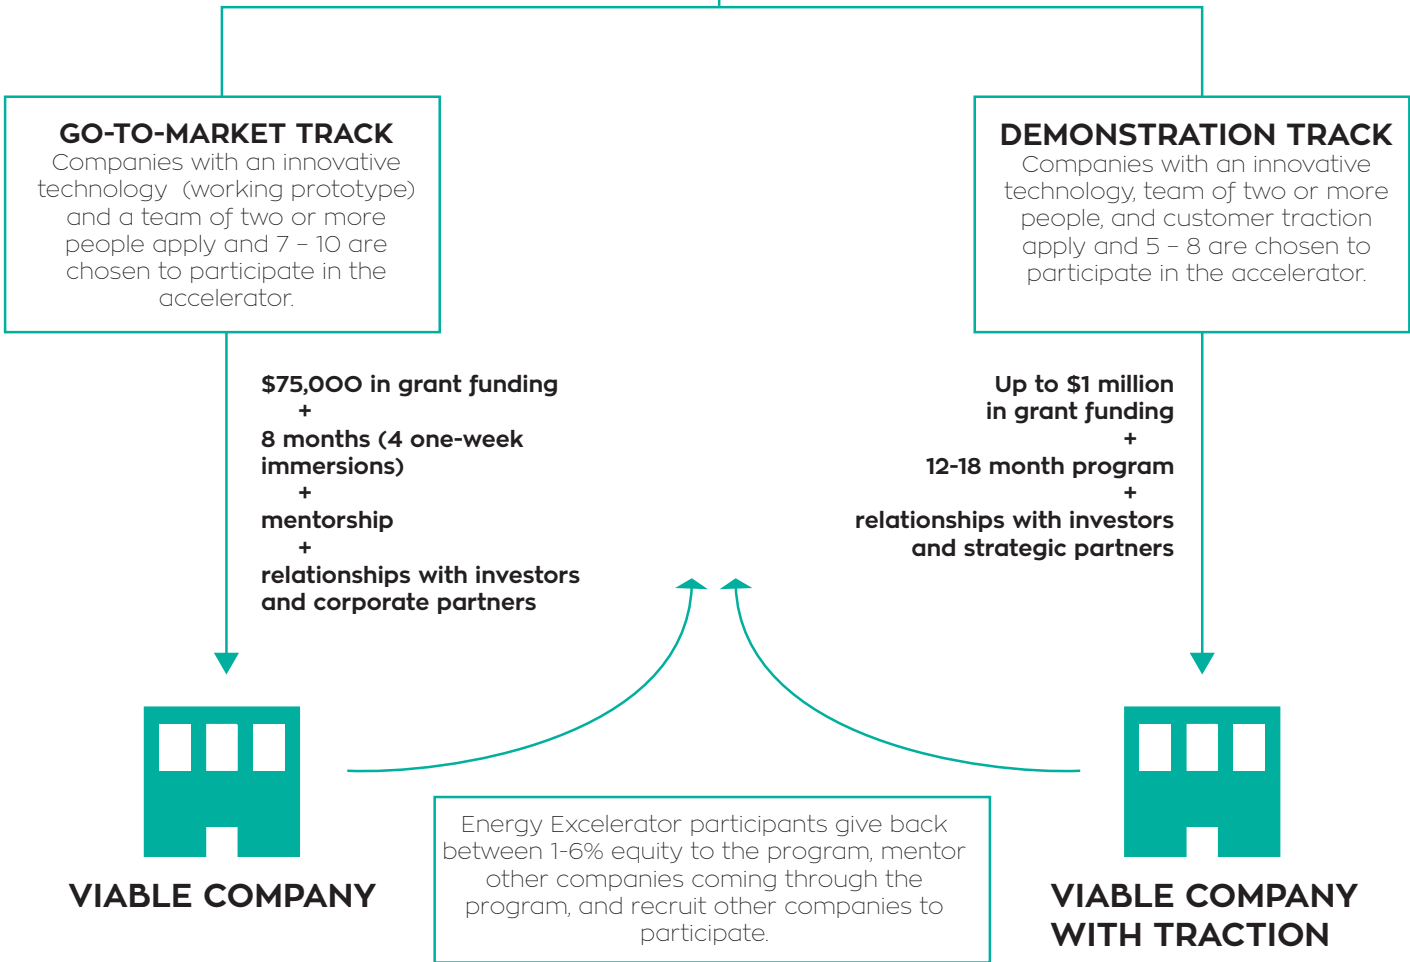 GO-TO-MARKET TRACK
Companies with an innovative
technology (working prototype)
and a team of two or more
people apply and 7 – 10 are
chosen to participate in the
accelerator.
DEMONSTRATION TRACK
Companies with an innovative
technology, team of two or more
people, and customer traction
apply and 5 – 8 are chosen to
participate in the accelerator.
$75,000 in grant funding
+
8 months (4 one-week
immersions)
+
mentorship
+
relationships with investors
and corporate partners
Up to $1 million
in grant funding
+
12-18 month program
+
relationships with investors
and strategic partners
VIABLE COMPANY
Energy Excelerator participants give back
between 1-6% equity to the program, mentor
other companies coming through the
program, and recruit other companies to
participate.
VIABLE COMPANY
WITH TRACTION